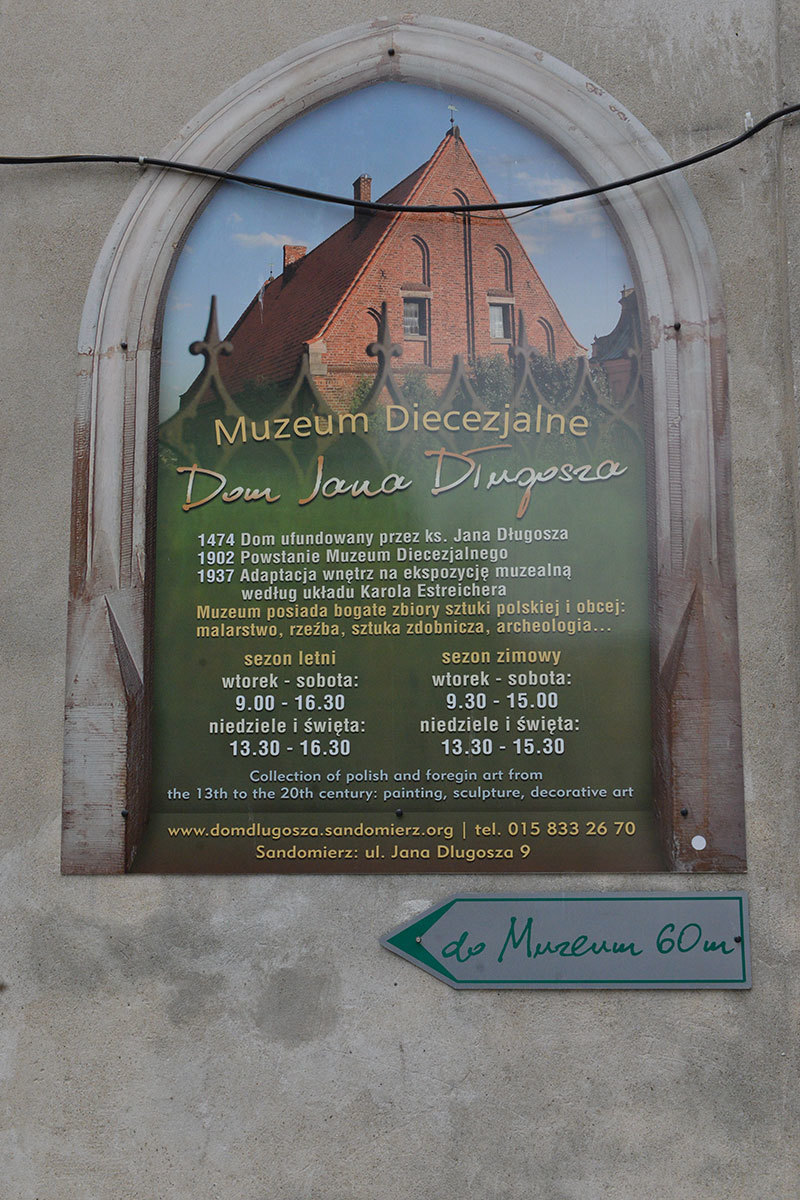 Muzeum Diecezjalne
Dom Jana Długosza
1474 Dom ufundowany przez ks. Jana Długosza
1902 Powstanie Muzeum Diecezjalnego
1937 Adaptacja wnętrz na ekspozycję muzealną
według układu Karola Estreichera
Muzeum posiada bogate zbiory sztuki polskiej i obcej:
malarstwo, rzeźba, sztuka zdobnicza, archeologia...
sezon letni
wtorek - sobota:
9.00 - 16.30
niedziele i święta:
13.30 - 16.30
sezon zimowy
wtorek - sobota:
9.30 - 15.00
niedziele i święta:
13.30 - 15.30
Collection of polish and foregin art from
the 13th to the 20th century: painting, sculpture, decorative art
www.domdlugosza.sandomierz.org | tel. 015 833 26 70
Sandomierz: ul. Jana Dlugosza 9
do Muzeum 60m